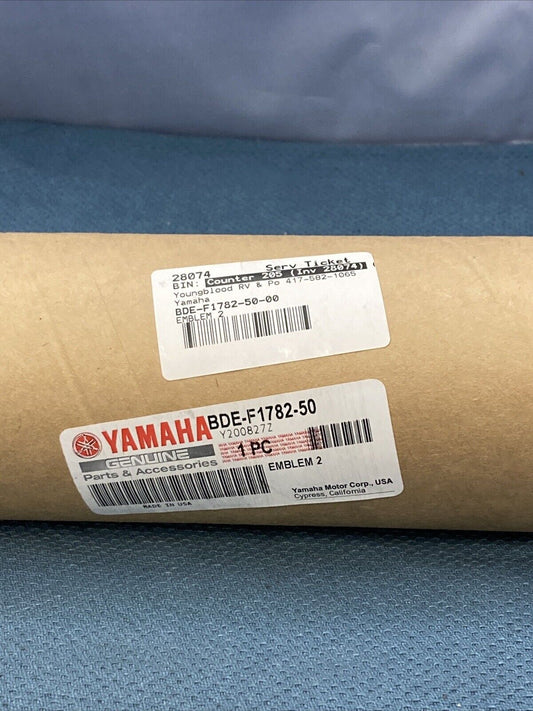 28074 Serv Ticket
BIN: Counter 205 (Inv 28074)
Youngblood RV & Po 417-582-1065
Yamaha
BDE-F1782-50-00
EMBLEM 2
YAMAHA BDE-F1782-50
Y200827Z
GENUINE 1 PC
Parts & Accessories
EMBLEM 2
MADE IN USA
Yamaha Motor Corp., USA
Cypress, California